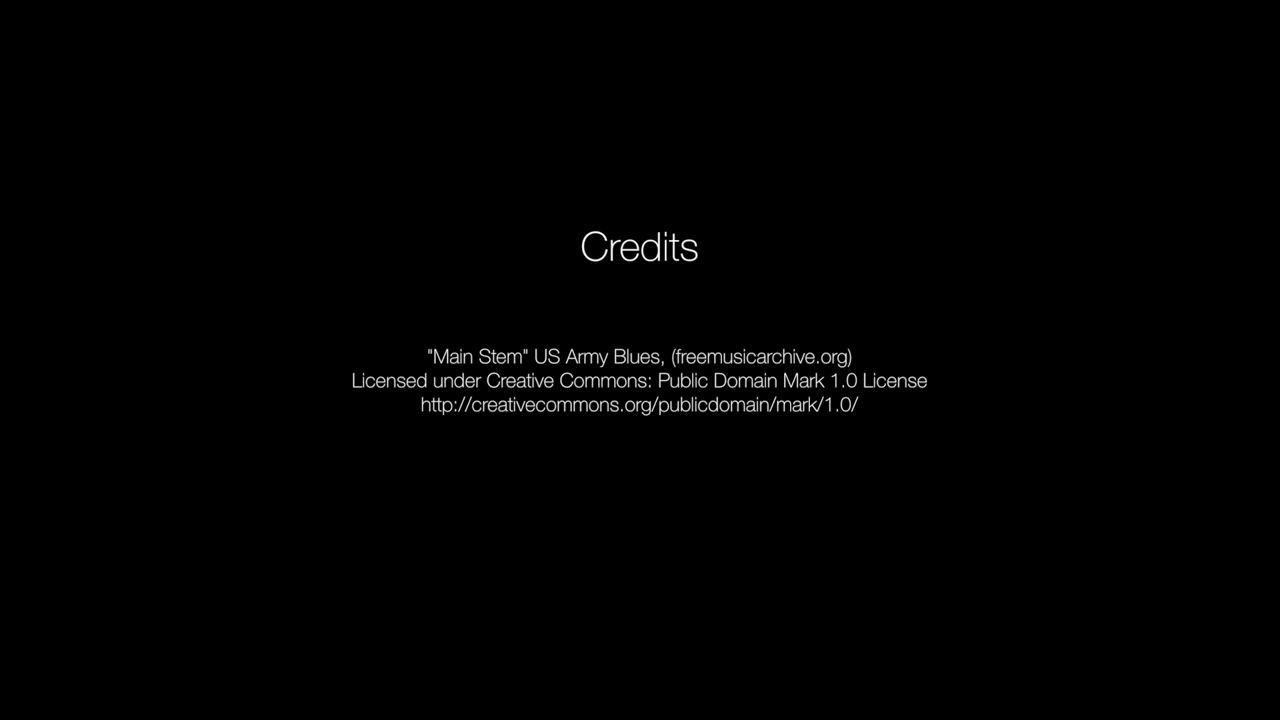 Credits
"Main Stem" US Army Blues, (freemusicarchive.org)
Licensed under Creative Commons: Public Domain Mark 1.0 License
http://creativecommons.org/publicdomain/mark/1.0/